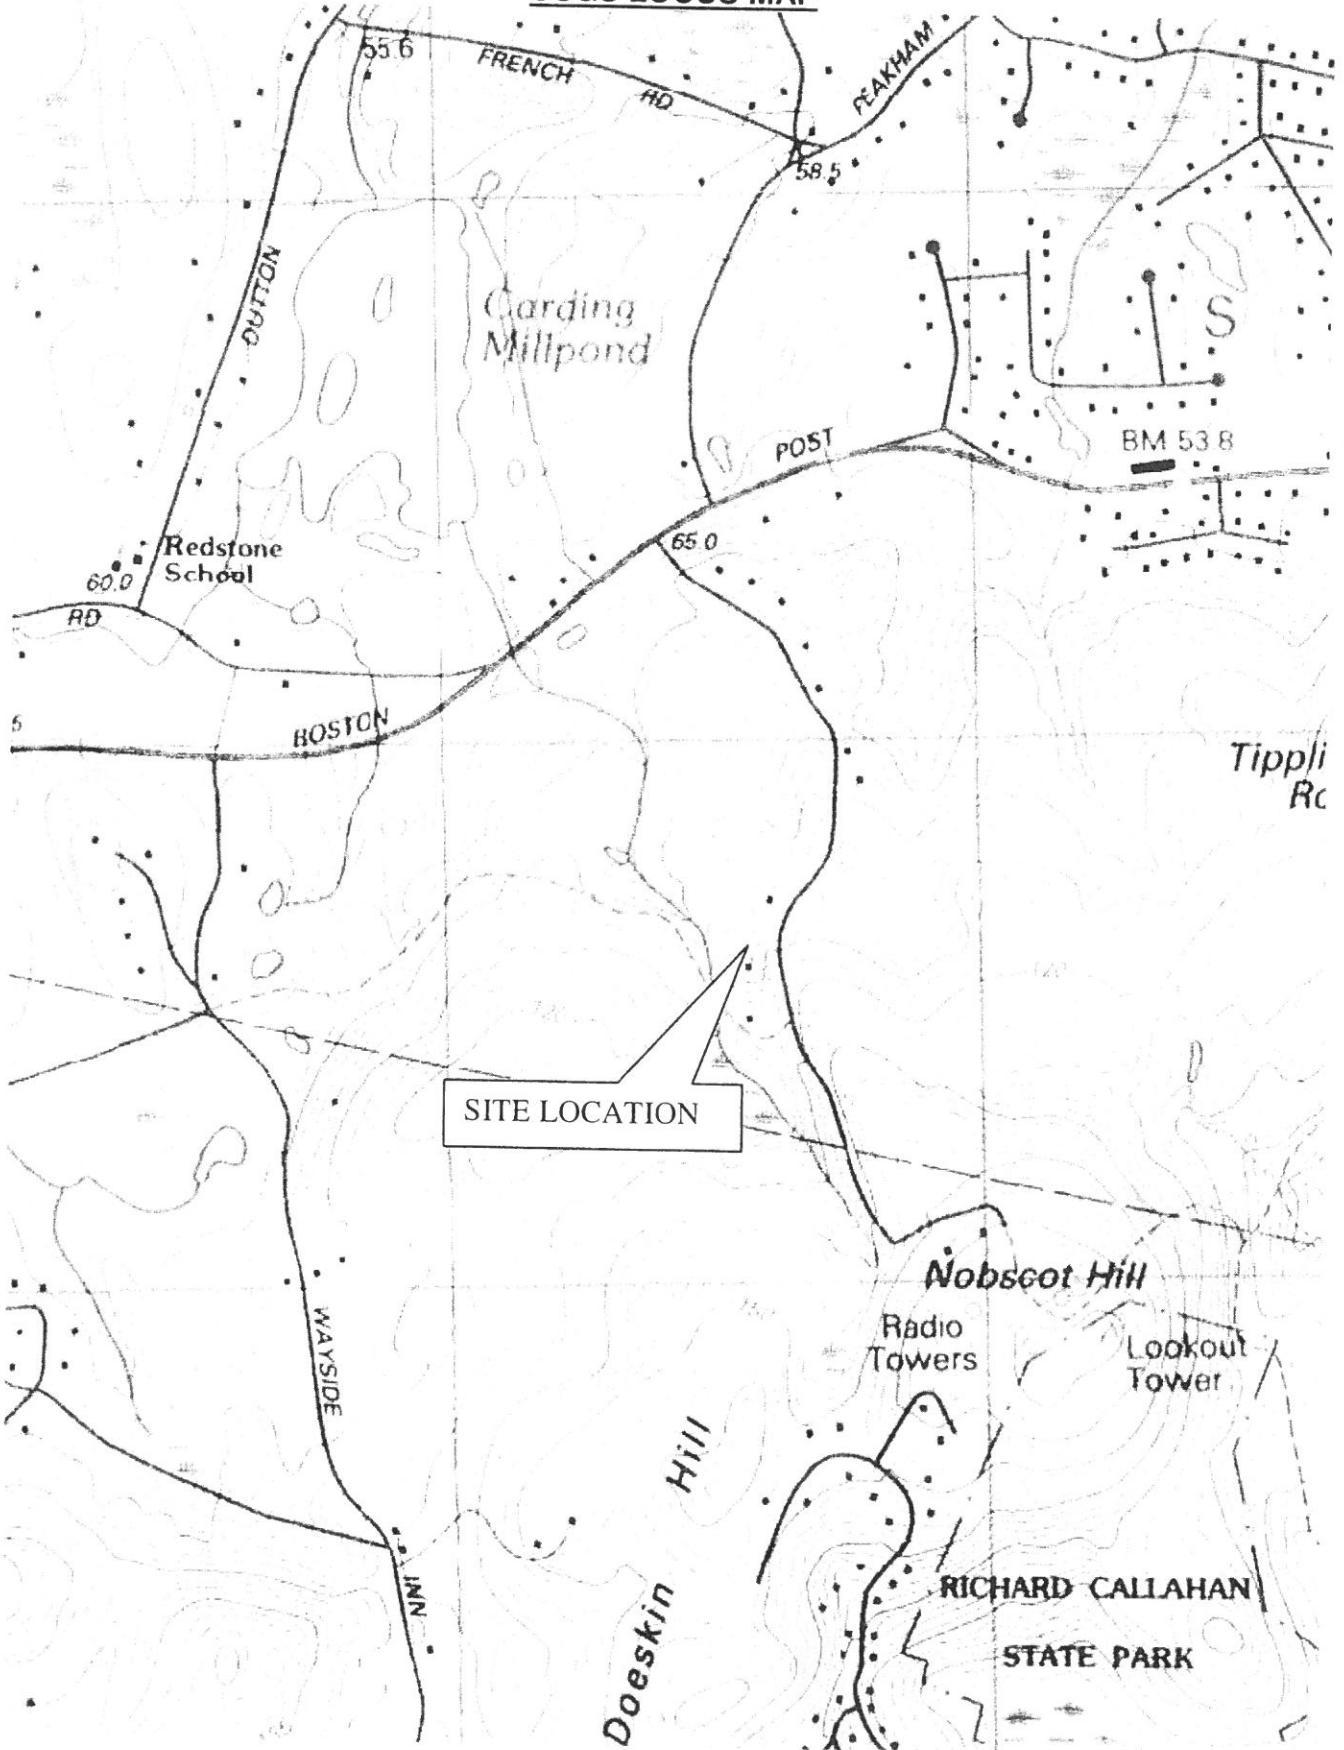 55.6
FRENCH
RD
PEAKHAM
58.5
DUTTON
Carding
Millpond
S
POST
BM 53.8
65.0
Redstone
School
60.0
RD
BOSTON
Tippli
120
120
SITE LOCATION
Nobscot Hill
Radio
Towers
Lookout
Tower
WAYSIDE
Hill
Doeskin
INN
RICHARD CALLAHAN
STATE PARK